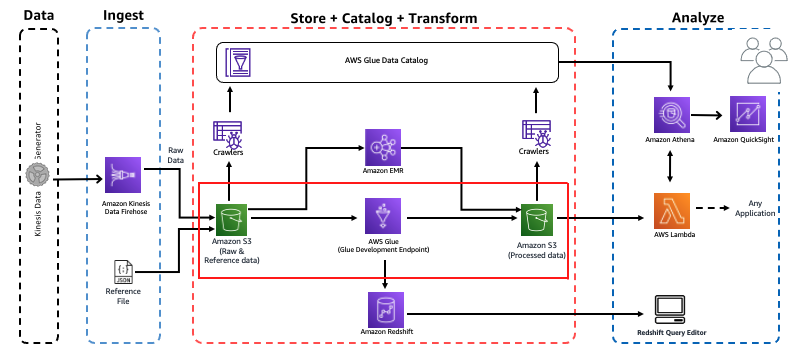 Data
Ingest
Store + Catalog + Transform
Analyze
AWS Glue Data Catalog
Kinesis Data Generator
Raw
Data
Crawlers
Crawlers
Amazon EMR
Amazon Athena
Amazon QuickSight
Amazon Kinesis
Data Firehose
Amazon S3
(Raw &
Reference data)
AWS Glue
(Glue Development Endpoint)
Amazon S3
(Processed data)
AWS Lambda
Any
Application
{:}
JSON
Reference
File
Amazon Redshift
Redshift Query Editor